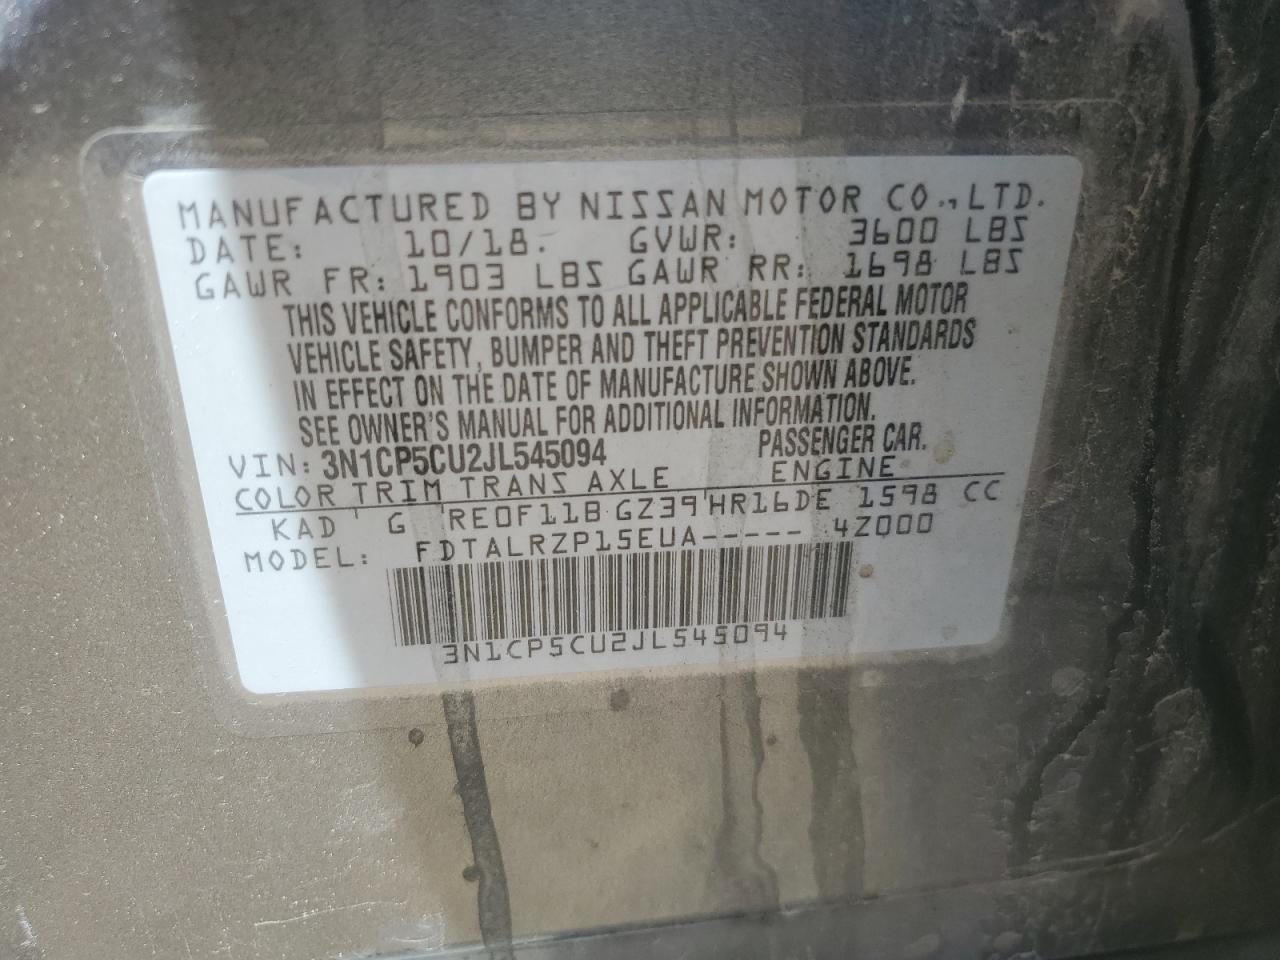 MANUFACTURED BY NISSAN MOTOR CO.,LTD.
DATE: 10/18. GVWR: 3600 LBS
GAWR FR: 1903 LBS GAWR RR: 1698 LBS
THIS VEHICLE CONFORMS TO ALL APPLICABLE FEDERAL MOTOR
VEHICLE SAFETY, BUMPER AND THEFT PREVENTION STANDARDS
IN EFFECT ON THE DATE OF MANUFACTURE SHOWN ABOVE.
SEE OWNER'S MANUAL FOR ADDITIONAL INFORMATION.
VIN: 3N1CP5CU2JL545094 PASSENGER CAR.
COLOR TRIM TRANS AXLE ENGINE
KAD G RE0F11B GZ39 HR16DE 1598 CC
MODEL: FDTALRZP15EUA----- 4Z000
3N1CP5CU2JL545094